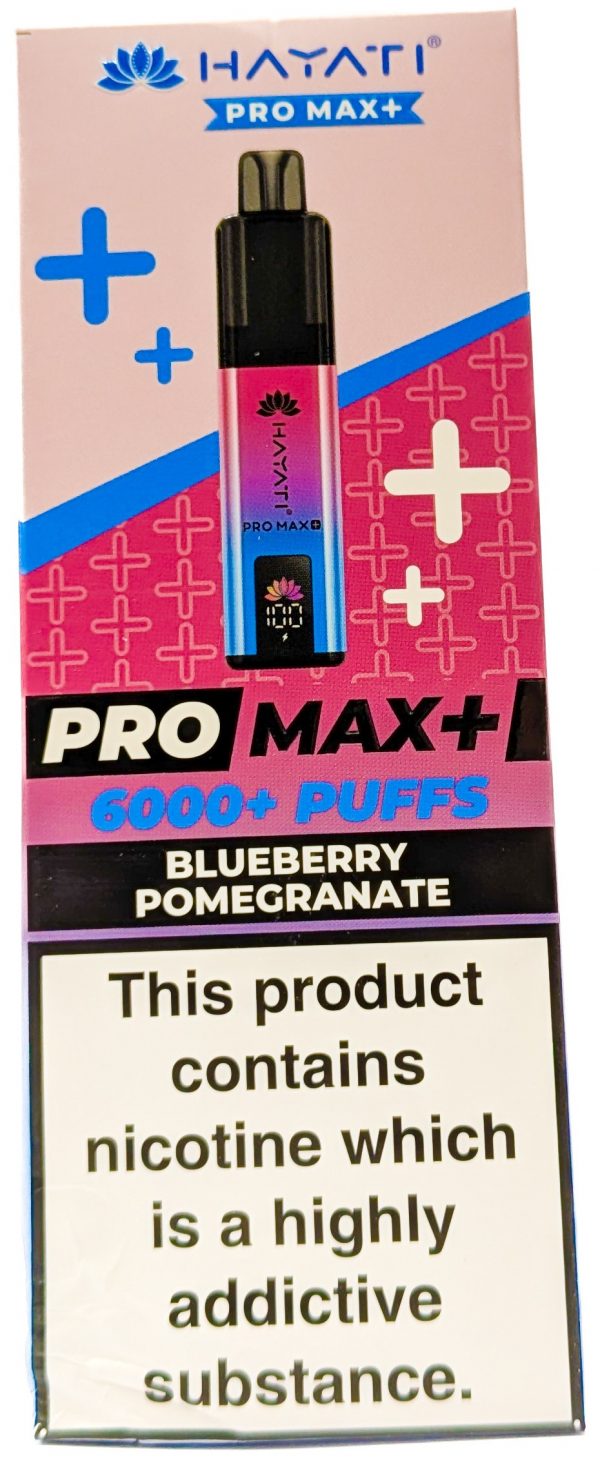 HAYATI®
PRO MAX+
HAYATI®
PRO MAX+
100
PRO MAX+
6000+ PUFFS
BLUEBERRY
POMEGRANATE
This product
contains
nicotine which
is a highly
addictive
substance.